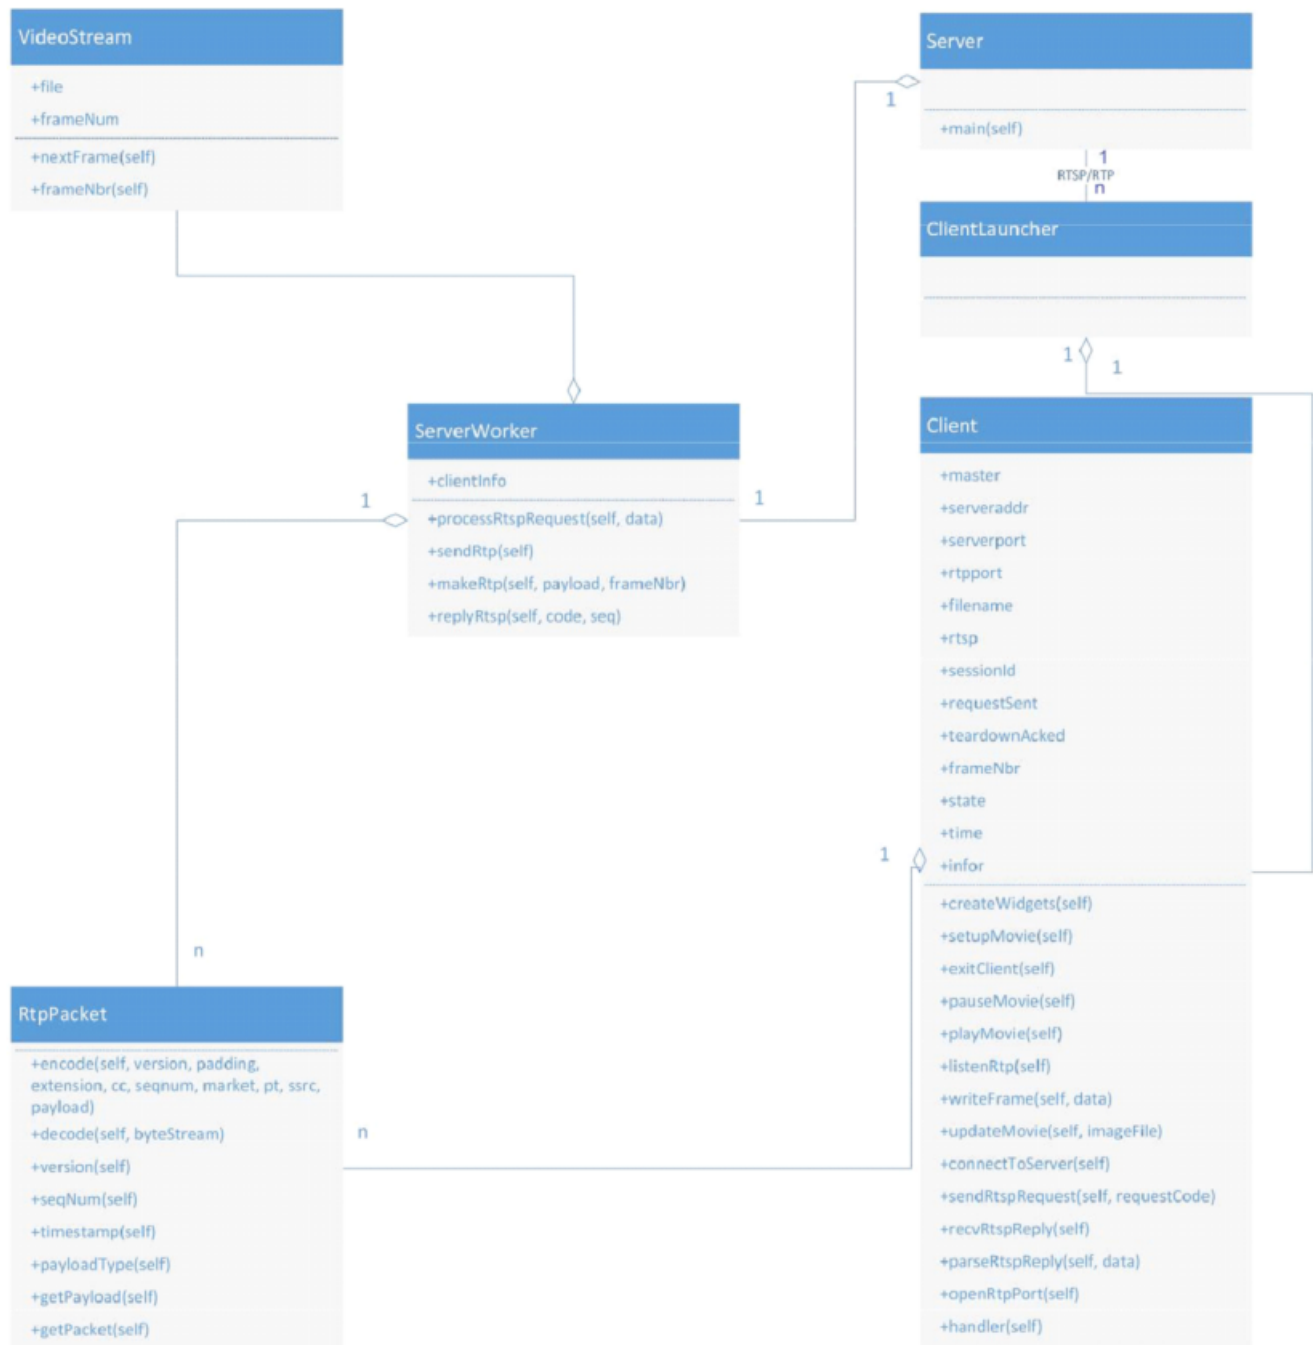 VideoStream
+file
+frameNum
+nextFrame(self)
+frameNbr(self)
Server
+main(self)
1
1
RTSP/RTP
n
ClientLauncher
1
1
ServerWorker
+clientInfo
+processRtspRequest(self, data)
+sendRtp(self)
+makeRtp(self, payload, frameNbr)
+replyRtsp(self, code, seq)
1
1
n
RtpPacket
+encode(self, version, padding,
extension, cc, seqnum, market, pt, ssrc,
payload)
+decode(self, byteStream)
+version(self)
+seqNum(self)
+timestamp(self)
+payloadType(self)
+getPayload(self)
+getPacket(self)
n
1
Client
+master
+serveraddr
+serverport
+rtpport
+filename
+rtsp
+sessionId
+requestSent
+teardownAcked
+frameNbr
+state
+time
+infor
+createWidgets(self)
+setupMovie(self)
+exitClient(self)
+pauseMovie(self)
+playMovie(self)
+listenRtp(self)
+writeFrame(self, data)
+updateMovie(self, imageFile)
+connectToServer(self)
+sendRtspRequest(self, requestCode)
+recvRtspReply(self)
+parseRtspReply(self, data)
+openRtpPort(self)
+handler(self)